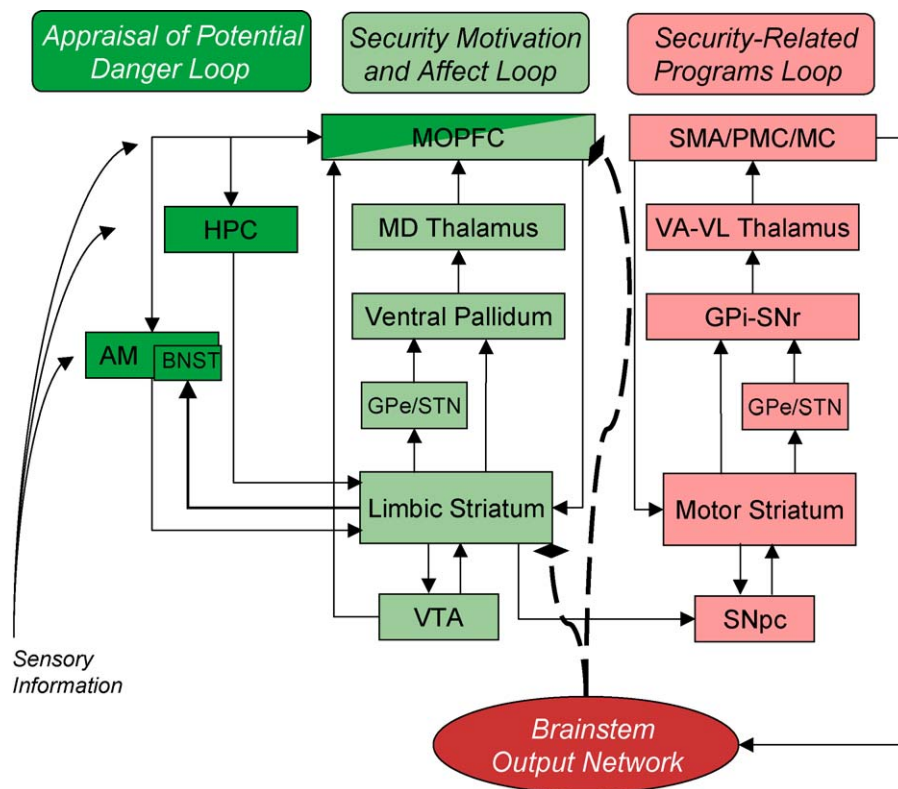 Appraisal of Potential
Danger Loop
Security Motivation
and Affect Loop
Security-Related
Programs Loop
MOPFC
SMA/PMC/MC
HPC
MD Thalamus
VA-VL Thalamus
Ventral Pallidum
GPi-SNr
AM
BNST
GPe/STN
GPe/STN
Limbic Striatum
Motor Striatum
VTA
SNpc
Sensory
Information
Brainstem
Output Network